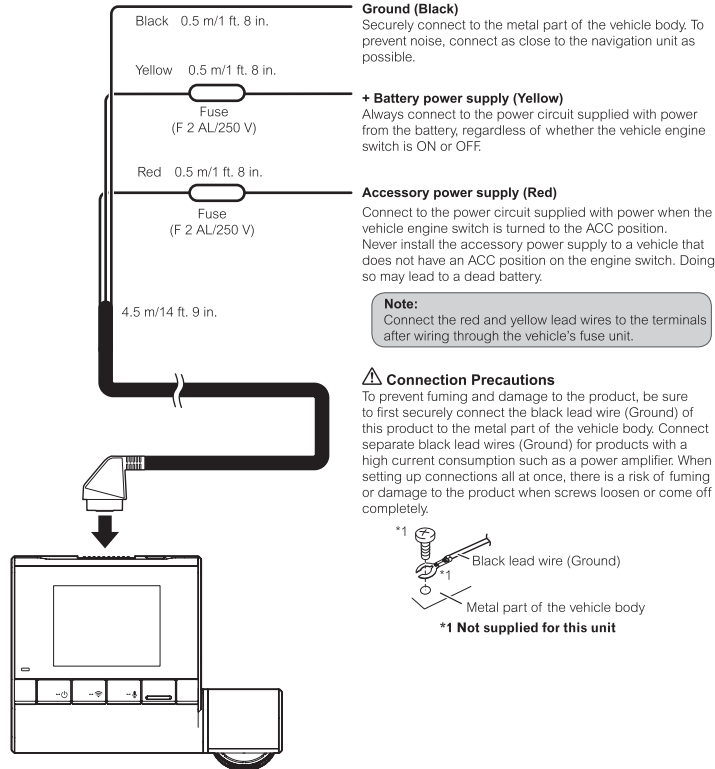 Black 0.5 m/1 ft. 8 in.
Yellow 0.5 m/1 ft. 8 in.
Fuse
(F 2 AL/250 V)
Red 0.5 m/1 ft. 8 in.
Fuse
(F 2 AL/250 V)
4.5 m/14 ft. 9 in.
Ground (Black)
Securely connect to the metal part of the vehicle body. To
prevent noise, connect as close to the navigation unit as
possible.
+ Battery power supply (Yellow)
Always connect to the power circuit supplied with power
from the battery, regardless of whether the vehicle engine
switch is ON or OFF.
Accessory power supply (Red)
Connect to the power circuit supplied with power when the
vehicle engine switch is turned to the ACC position.
Never install the accessory power supply to a vehicle that
does not have an ACC position on the engine switch. Doing
so may lead to a dead battery.
Note:
Connect the red and yellow lead wires to the terminals
after wiring through the vehicle's fuse unit.
Connection Precautions
To prevent fuming and damage to the product, be sure
to first securely connect the black lead wire (Ground) of
this product to the metal part of the vehicle body. Connect
separate black lead wires (Ground) for products with a
high current consumption such as a power amplifier. When
setting up connections all at once, there is a risk of fuming
or damage to the product when screws loosen or come off
completely.
*1
Black lead wire (Ground)
*1
Metal part of the vehicle body
*1 Not supplied for this unit